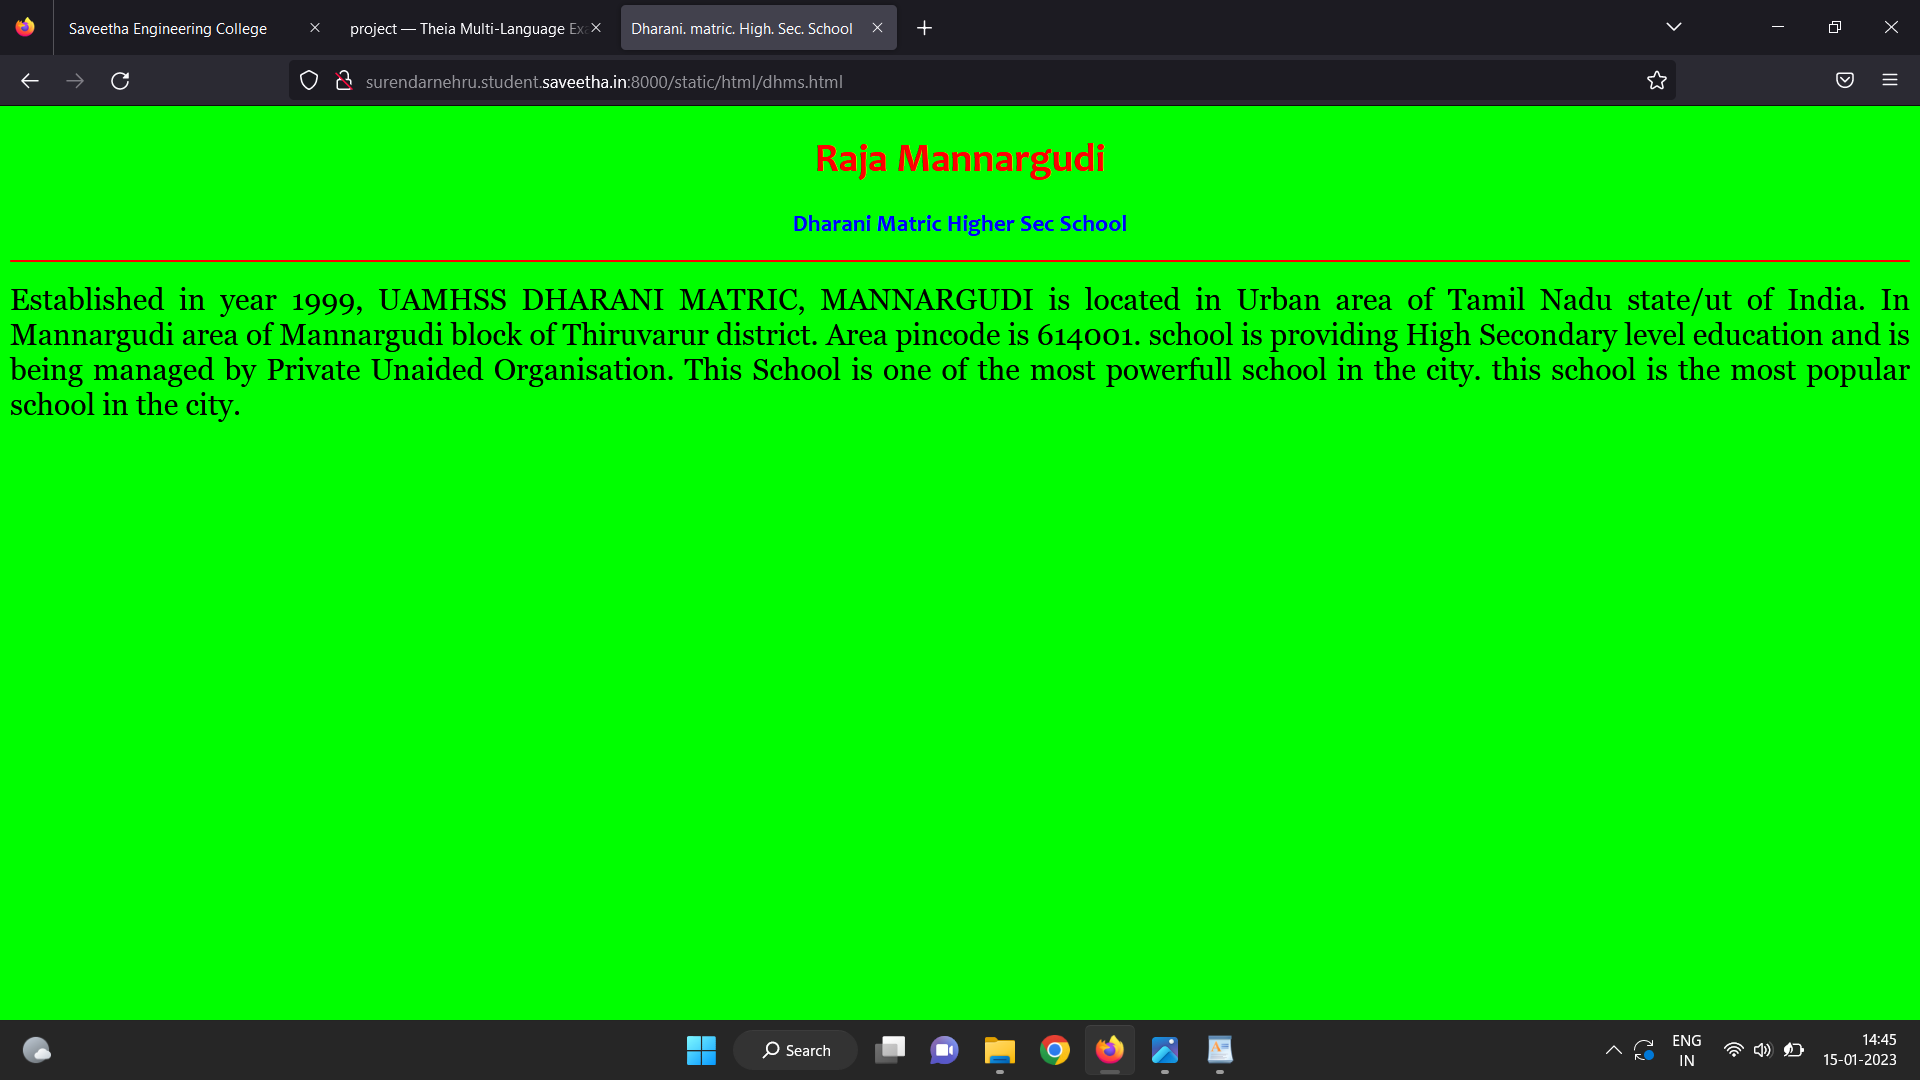 Saveetha Engineering College
project — Theia Multi-Language Exa
Dharani. matric. High. Sec. School
surendarnehru.student.saveetha.in:8000/static/html/dhms.html
Raja Mannargudi
Dharani Matric Higher Sec School
Established in year 1999, UAMHSS DHARANI MATRIC, MANNARGUDI is located in Urban area of Tamil Nadu state/ut of India. In
Mannargudi area of Mannargudi block of Thiruvarur district. Area pincode is 614001. school is providing High Secondary level education and is
being managed by Private Unaided Organisation. This School is one of the most powerfull school in the city. this school is the most popular
school in the city.
Search
ENG
IN
14:45
15-01-2023